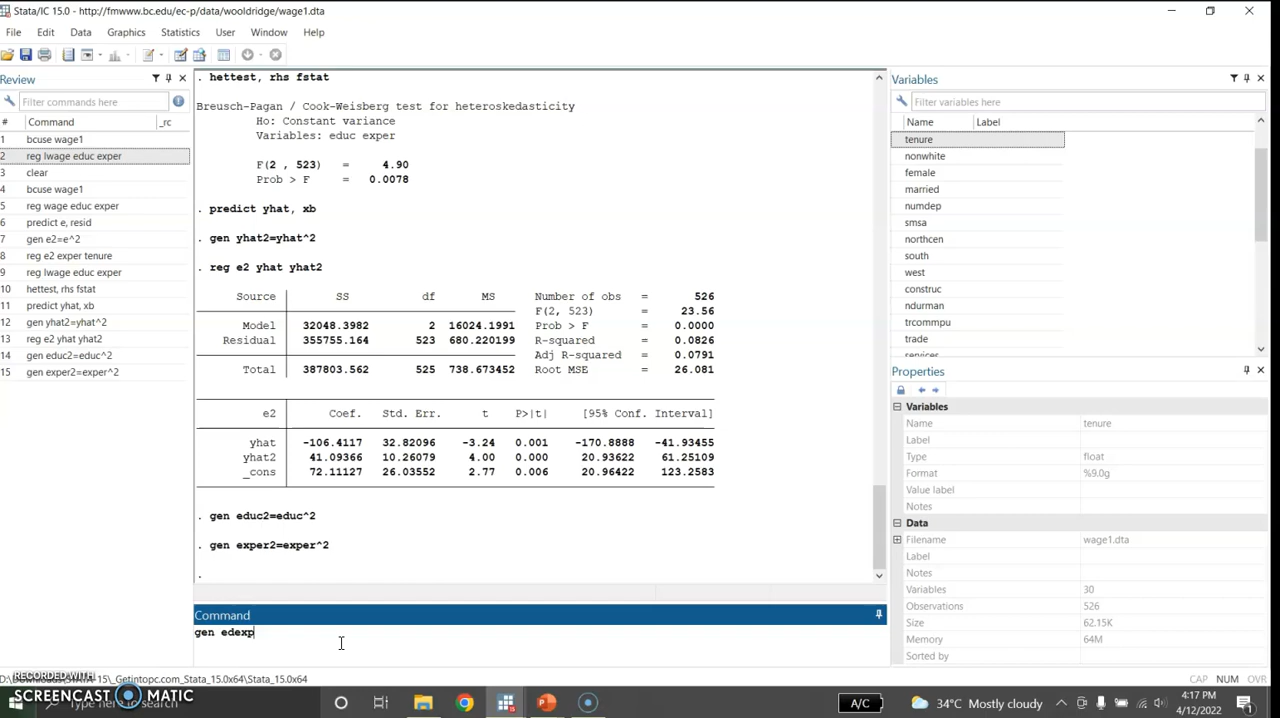 Stata/IC 15.0 - http://fmwww.bc.edu/ec-p/data/wooldridge/wage1.dta
File Edit Data Graphics Statistics User Window Help
Review
Filter commands here
# Command _rc
1 bcuse wage1
2 reg lwage educ exper
3 clear
4 bcuse wage1
5 reg wage educ exper
6 predict e, resid
7 gen e2=e^2
8 reg e2 exper tenure
9 reg lwage educ exper
10 hettest, rhs fstat
11 predict yhat, xb
12 gen yhat2=yhat^2
13 reg e2 yhat yhat2
14 gen educ2=educ^2
15 gen exper2=exper^2
. hettest, rhs fstat
Breusch-Pagan / Cook-Weisberg test for heteroskedasticity
Ho: Constant variance
Variables: educ exper
F(2 , 523) = 4.90
Prob > F = 0.0078
. predict yhat, xb
. gen yhat2=yhat^2
. reg e2 yhat yhat2
Source SS df MS Number of obs = 526
F(2, 523) = 23.56
Model 32048.3982 2 16024.1991 Prob > F = 0.0000
Residual 355755.164 523 680.220199 R-squared = 0.0826
Adj R-squared = 0.0791
Total 387803.562 525 738.673452 Root MSE = 26.081
e2 Coef. Std. Err. t P>|t| [95% Conf. Interval]
yhat -106.4117 32.82096 -3.24 0.001 -170.8888 -41.93455
yhat2 41.09366 10.26079 4.00 0.000 20.93622 61.25109
_cons 72.11127 26.03552 2.77 0.006 20.96422 123.2583
. gen educ2=educ^2
. gen exper2=exper^2
.
Command
gen edexp
Variables
Filter variables here
Name Label
tenure
nonwhite
female
married
numdep
smsa
northcen
south
west
construc
ndurman
trcommpu
trade
services
Properties
Variables
Name tenure
Label
Type float
Format %9.0g
Value label
Notes
Data
Filename wage1.dta
Label
Notes
Variables 30
Observations 526
Size 62.15K
Memory 64M
Sorted by
D:\Downloads\STATA 15\_Getintopc.com_Stata_15.0x64\Stata_15.0x64
CAP NUM OVR
RECORDED WITH
SCREENCAST MATIC
Type here to search
A/C
34°C Mostly cloudy
4:17 PM
4/12/2022
1